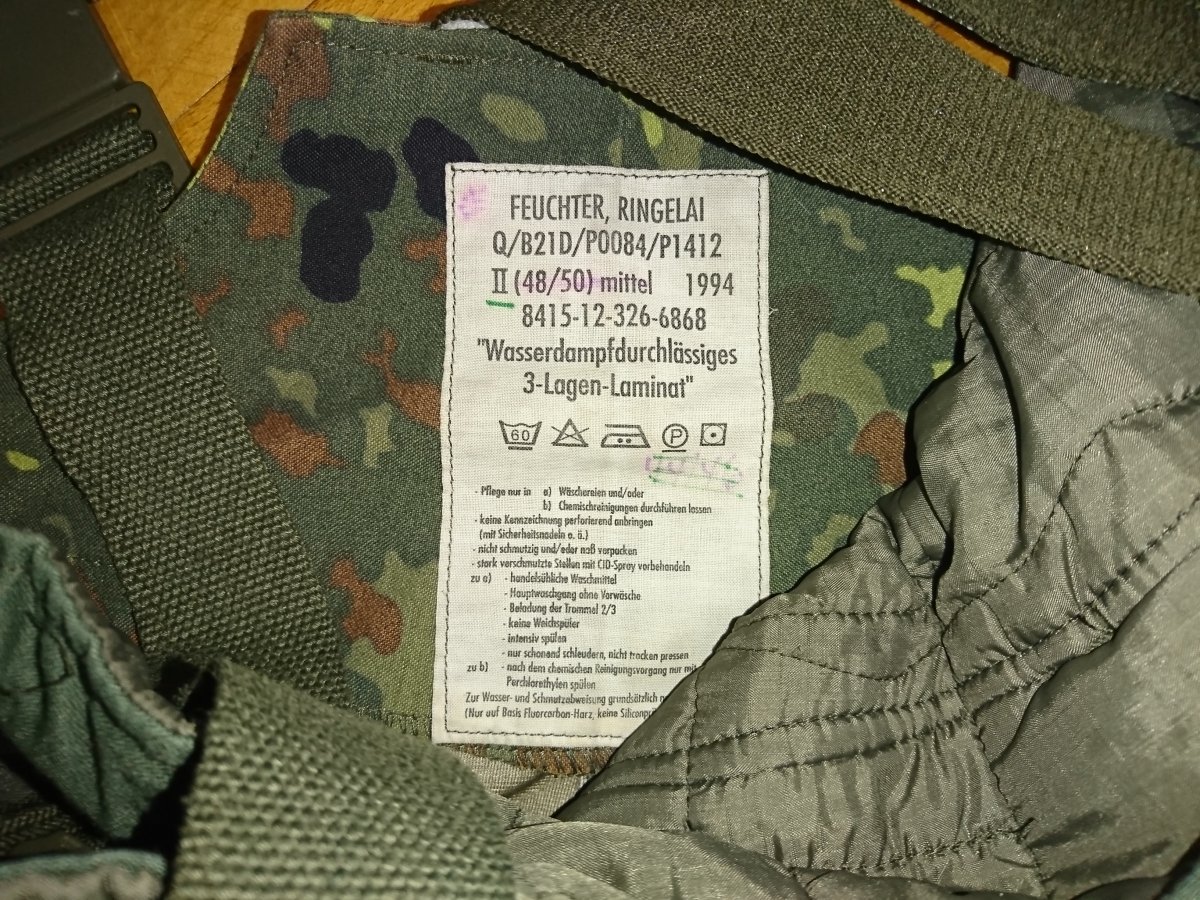 FEUCHTER, RINGELAI
Q/B21D/P0084/P1412
II (48/50) mittel 1994
8415-12-326-6868
"Wasserdampfdurchlässiges
3-Lagen-Laminat"
60 P
- Pflege nur in a) Wäschereien und/oder
b) Chemischreinigungen durchführen lassen
- keine Kennzeichnung perforierend anbringen
(mit Sicherheitsnadeln o. ä.)
- nicht schmutzig und/oder naß verpacken
- stark verschmutzte Stellen mit CID-Spray vorbehandeln
zu a) - handelsübliche Waschmittel
- Hauptwaschgang ohne Vorwäsche
- Beladung der Trommel 2/3
- keine Weichspüler
- intensiv spülen
- nur schonend schleudern, nicht trocken pressen
zu b) - nach dem chemischen Reinigungsvorgang nur mit
Perchlorethylen spülen
Zur Wasser- und Schmutzabweisung grundsätzlich
(Nur auf Basis Fluorcarbon-Harz, keine